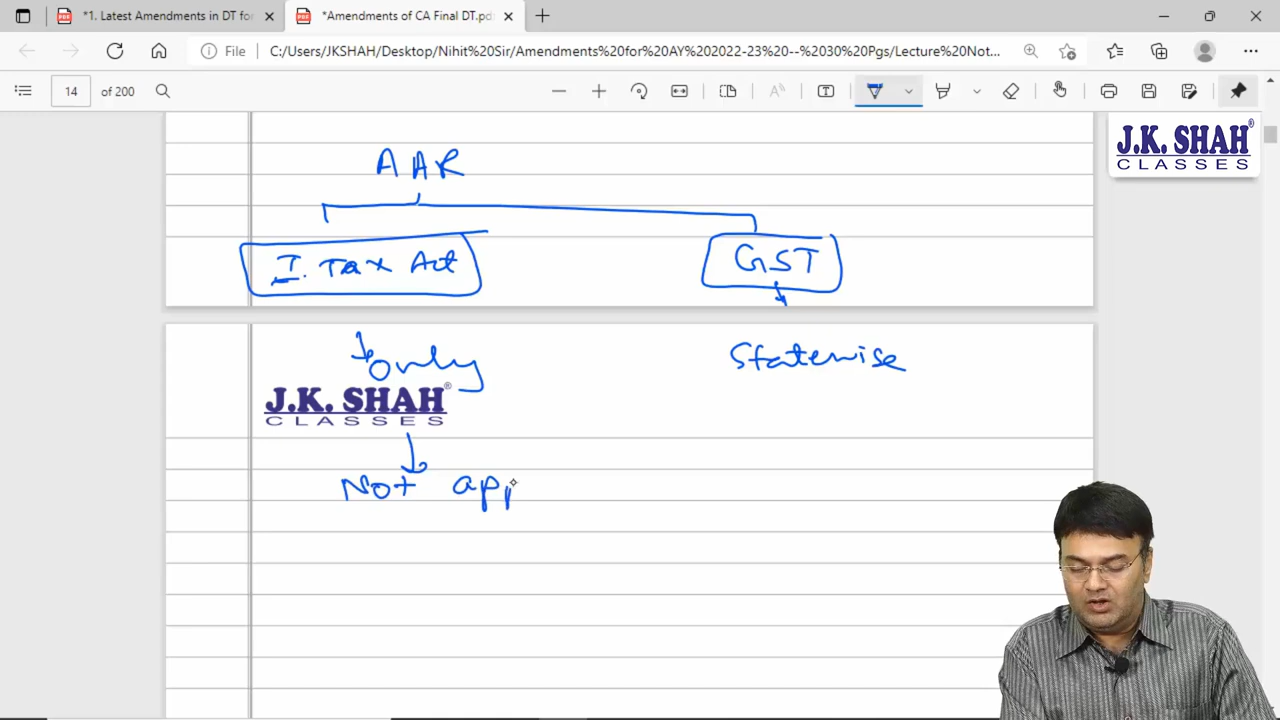 *1. Latest Amendments in DT for
*Amendments of CA Final DT.pd
File
C:/Users/JKSHAH/Desktop/Nihit%20Sir/Amendments%20for%20AY%202022-23%20--%2030%20Pgs/Lecture%20Not...
14 of 200
J.K. SHAH®
CLASSES
AAR
I. Tax Act
GST
only
Statewise
J.K. SHAH®
CLASSES
Not app